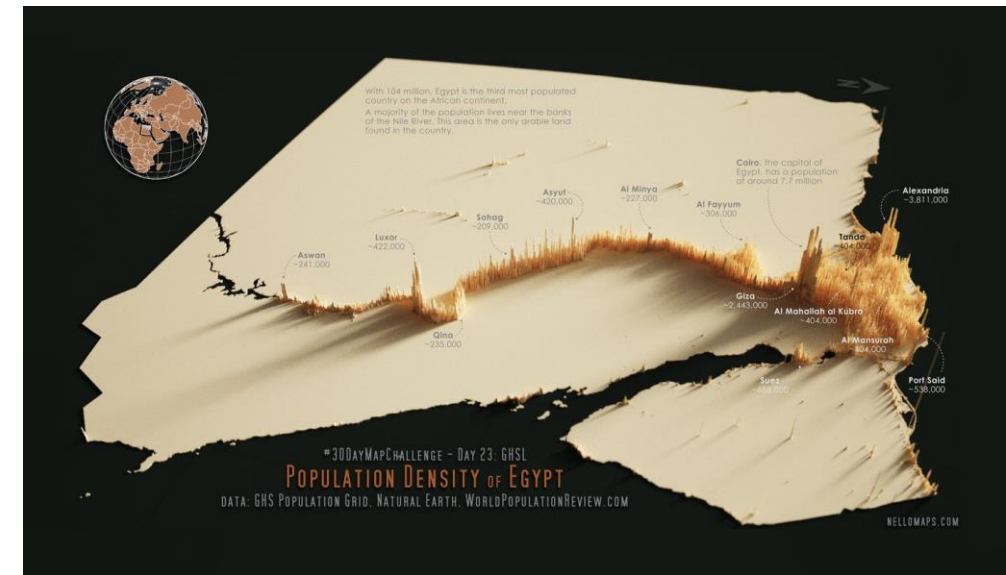 With 104 million, Egypt is the third most populated
country on the African continent.
A majority of the population lives near the banks
of the Nile River. This area is the only arable land
found in the country.
N
Cairo, the capital of
Egypt, has a population
of around 7.7 million
Alexandria
~3,811,000
Asyut
~420,000
Al Minya
~227,000
Al Fayyum
~306,000
Sohag
~209,000
Tanda
~404,000
Luxor
~422,000
Aswan
~241,000
Giza
~2,443,000
Al Mahallah al Kubra
~404,000
Qina
~235,000
Al Mansurah
~404,000
Suez
Port Said
~538,000
#30DayMapChallenge - Day 23: GHSL
Population Density of Egypt
data: GHS Population Grid, Natural Earth, WorldPopulationReview.com
nellomaps.com